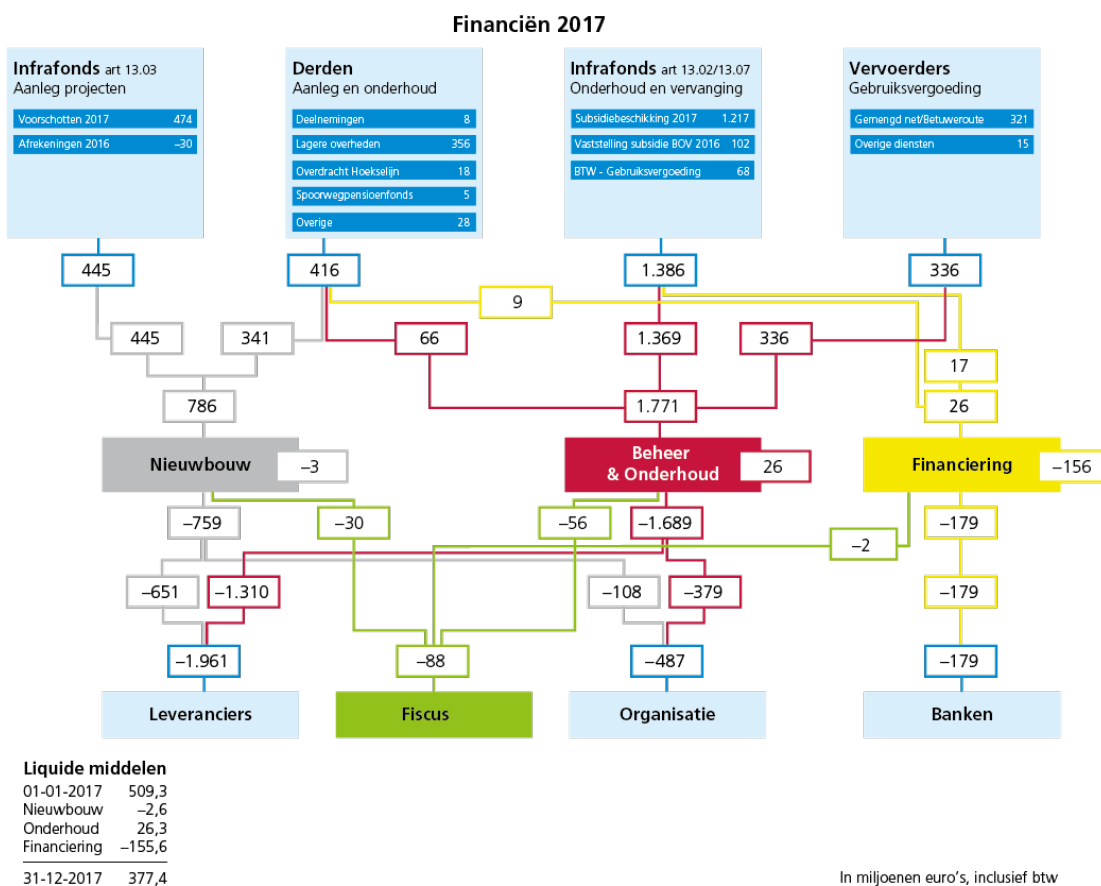 Financiën 2017
Infrafonds art 13.03
Aanleg projecten
Voorschotten 2017 474
Afrekeningen 2016 –30
Derden
Aanleg en onderhoud
Deelnemingen 8
Lagere overheden 356
Overdracht Hoekselijn 18
Spoorwegpensioenfonds 5
Overige 28
Infrafonds art 13.02/13.07
Onderhoud en vervanging
Subsidiebeschikking 2017 1.217
Vaststelling subsidie BOV 2016 102
BTW - Gebruiksvergoeding 68
Vervoerders
Gebruiksvergoeding
Gemengd net/Betuweroute 321
Overige diensten 15
445 416 1.386 336
9
445 341 66 1.369 336
17
786 1.771 26
Nieuwbouw –3
Beheer
& Onderhoud 26
Financiering –156
–759 –30 –56 –1.689 –179
–2
–651 –1.310 –108 –379 –179
–1.961 –88 –487 –179
Leveranciers Fiscus Organisatie Banken
Liquide middelen
01-01-2017 509,3
Nieuwbouw –2,6
Onderhoud 26,3
Financiering –155,6
31-12-2017 377,4
In miljoenen euro’s, inclusief btw